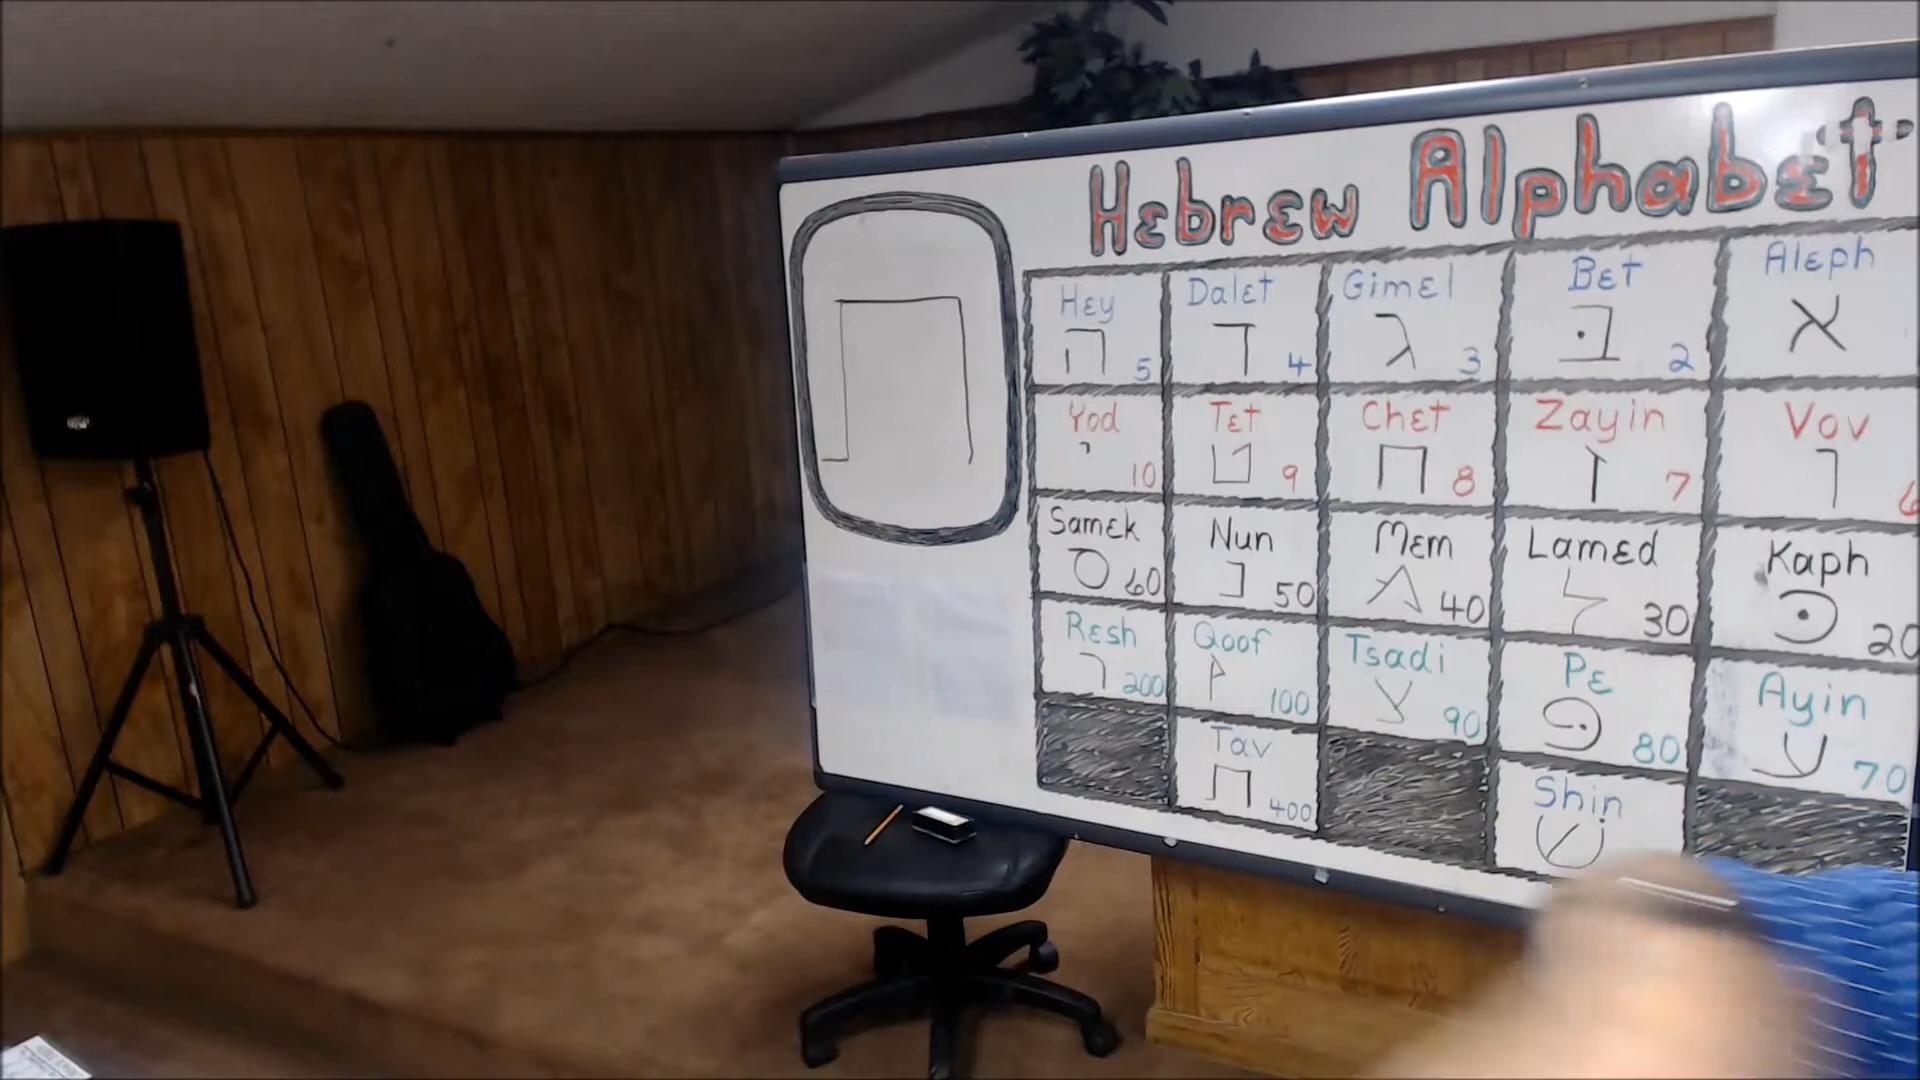 Hebrew Alphabet
Hey Dalet Gimel Bet Aleph
ה 5 ד 4 ג 3 בּ 2 א
Yod Tet Chet Zayin Vov
י 10 ט 9 ח 8 ז 7 ו 6
Samek Nun Mem Lamed Kaph
ס 60 נ 50 מ 40 ל 30 כּ 20
Resh Qoof Tsadi Pe Ayin
ר 200 ק 100 צ 90 פּ 80 ע 70
Tav Shin
ת 400 שׁ
ת